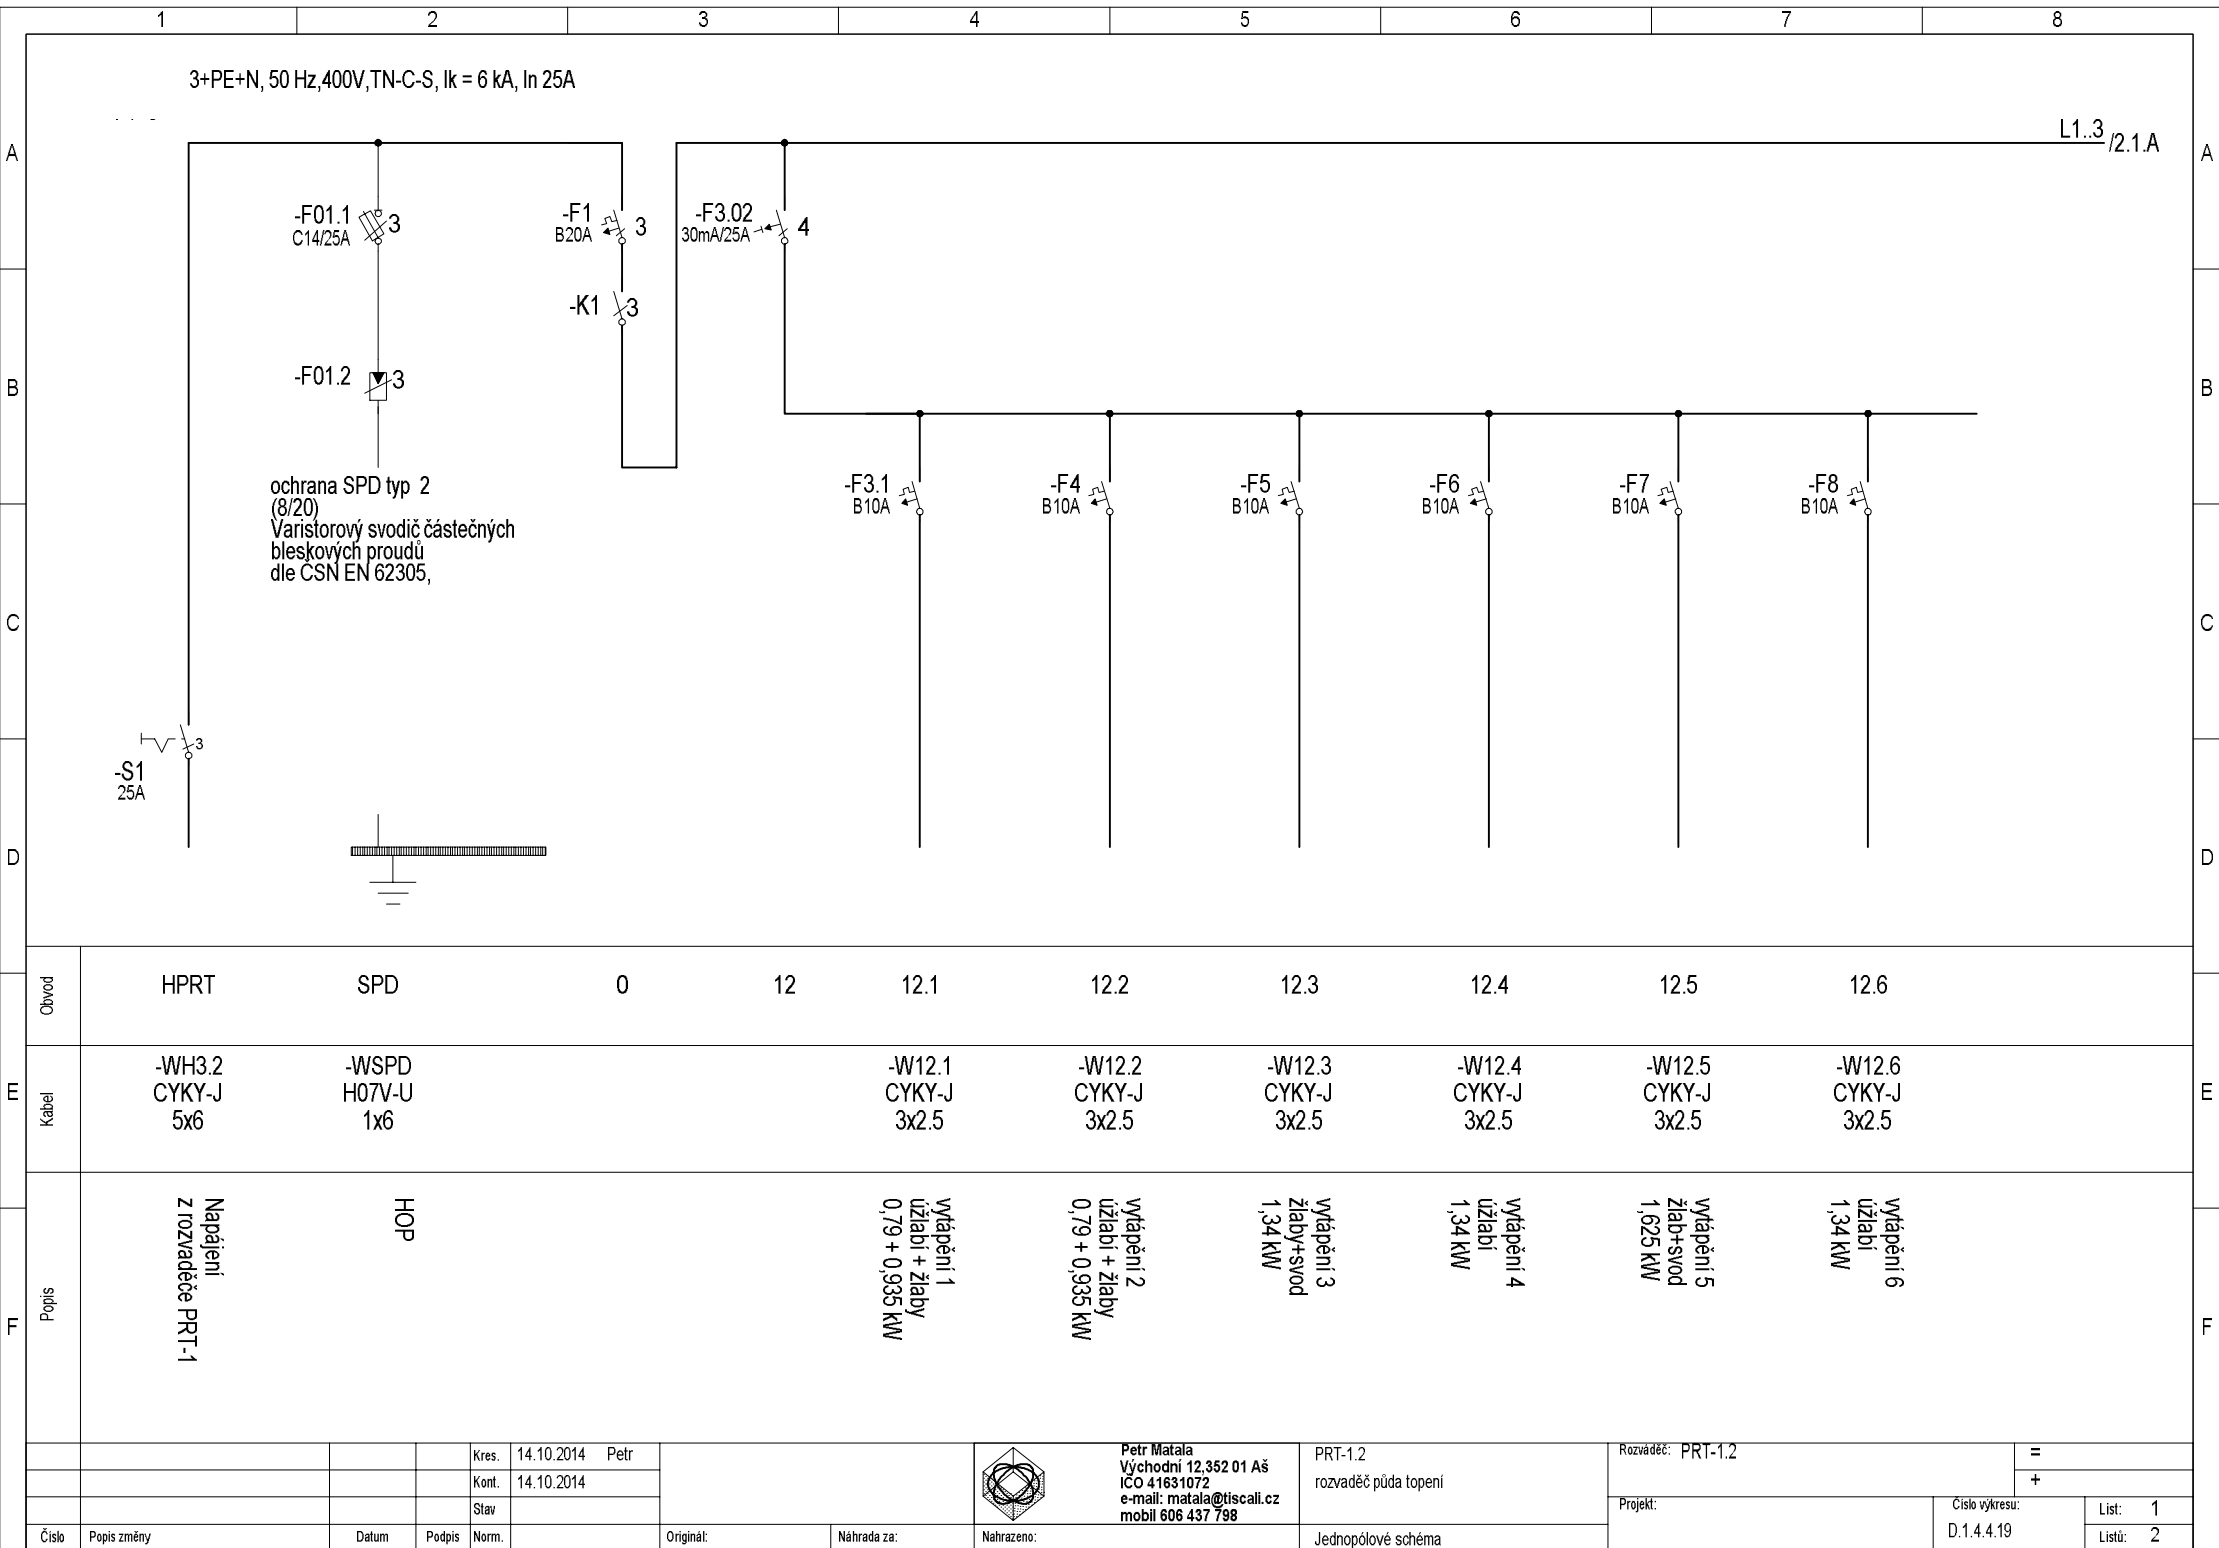 1 2 3 4 5 6 7 8
3+PE+N, 50 Hz,400V,TN-C-S, Ik = 6 kA, In 25A
A
L1..3 /2.1.A
A
-F01.1
C14/25A
3
-F1
B20A
3
-F3.02
30mA/25A
4
-K1
3
B
-F01.2
3
B
ochrana SPD typ 2
(8/20)
Varistorový svodič částečných
bleskových proudů
dle ČSN EN 62305,
-F3.1
B10A
-F4
B10A
-F5
B10A
-F6
B10A
-F7
B10A
-F8
B10A
C
C
3
-S1
25A
D
D
Obvod
HPRT SPD 0 12 12.1 12.2 12.3 12.4 12.5 12.6
E
Kabel
-WH3.2
CYKY-J
5x6
-WSPD
H07V-U
1x6
-W12.1
CYKY-J
3x2.5
-W12.2
CYKY-J
3x2.5
-W12.3
CYKY-J
3x2.5
-W12.4
CYKY-J
3x2.5
-W12.5
CYKY-J
3x2.5
-W12.6
CYKY-J
3x2.5
E
F
Popis
Napájení
z rozvaděče PRT-1
HOP
vytápění 1
úžlabí + žlaby
0,79 + 0,935 kW
vytápění 2
úžlabí + žlaby
0,79 + 0,935 kW
vytápění 3
žlaby+svod
1,34 kW
vytápění 4
úžlabí
1,34 kW
vytápění 5
žlab+svod
1,625 kW
vytápění 6
úžlabí
1,34 kW
F
Kres. 14.10.2014 Petr
Kont. 14.10.2014
Stav
Číslo Popis změny Datum Podpis Norm.
Originál: Náhrada za: Nahrazeno:
Petr Matala
Východní 12,352 01 Aš
IČO 41631072
e-mail: matala@tiscali.cz
mobil 606 437 798
PRT-1.2
rozvaděč půda topení
Jednopólové schéma
Rozváděč: PRT-1.2
=
+
Projekt:
Číslo výkresu:
D.1.4.4.19
List: 1
Listů: 2